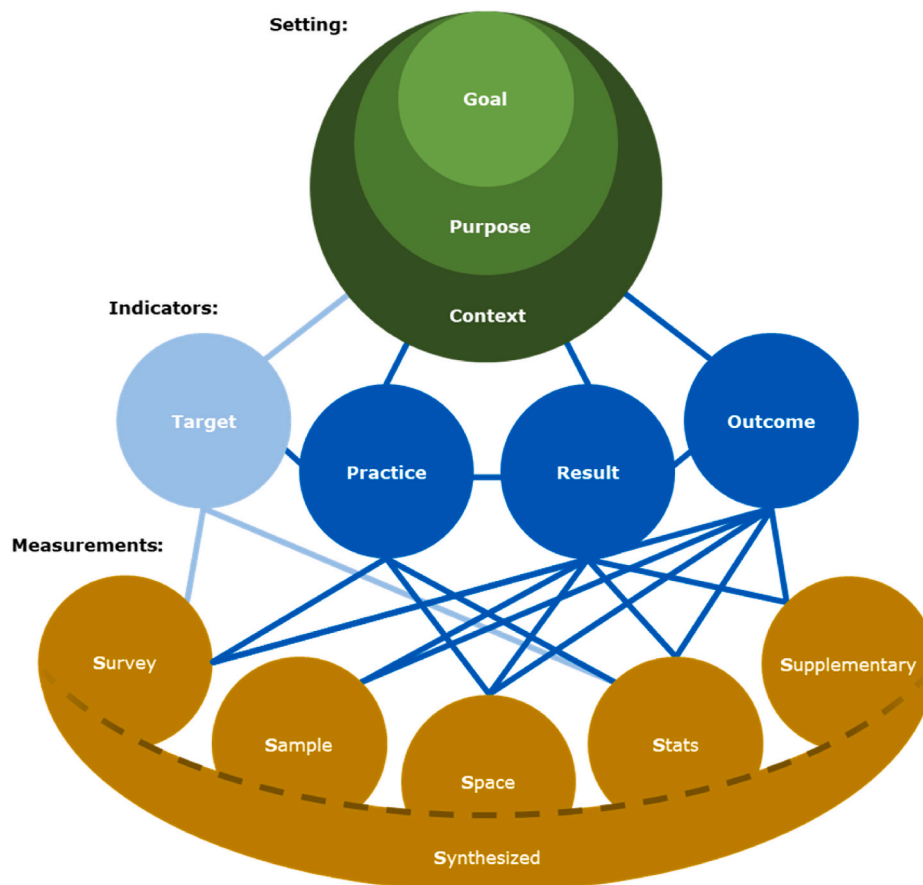 Setting:
Goal
Purpose
Context
Indicators:
Target
Practice
Result
Outcome
Measurements:
Survey
Sample
Space
Stats
Supplementary
Synthesized